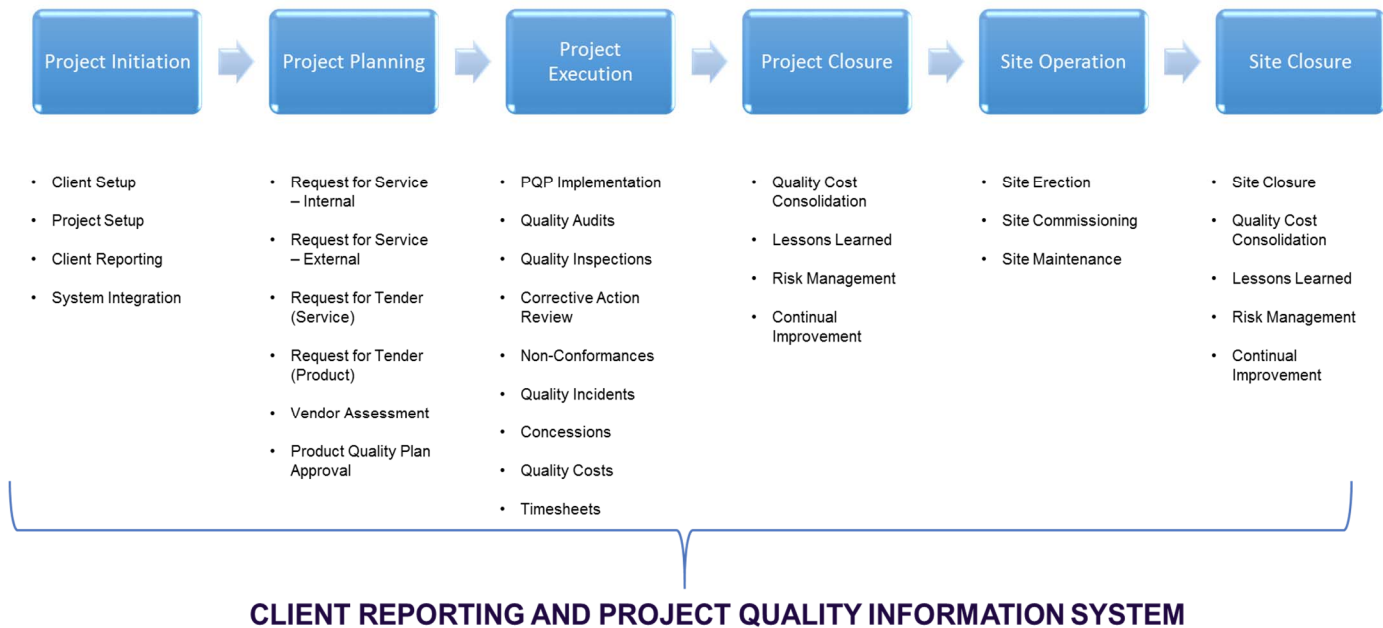 Project Initiation
Project Planning
Project
Execution
Project Closure
Site Operation
Site Closure
• Client Setup
• Project Setup
• Client Reporting
• System Integration
• Request for Service
– Internal
• Request for Service
– External
• Request for Tender
(Service)
• Request for Tender
(Product)
• Vendor Assessment
• Product Quality Plan
Approval
• PQP Implementation
• Quality Audits
• Quality Inspections
• Corrective Action
Review
• Non-Conformances
• Quality Incidents
• Concessions
• Quality Costs
• Timesheets
• Quality Cost
Consolidation
• Lessons Learned
• Risk Management
• Continual
Improvement
• Site Erection
• Site Commissioning
• Site Maintenance
• Site Closure
• Quality Cost
Consolidation
• Lessons Learned
• Risk Management
• Continual
Improvement
CLIENT REPORTING AND PROJECT QUALITY INFORMATION SYSTEM